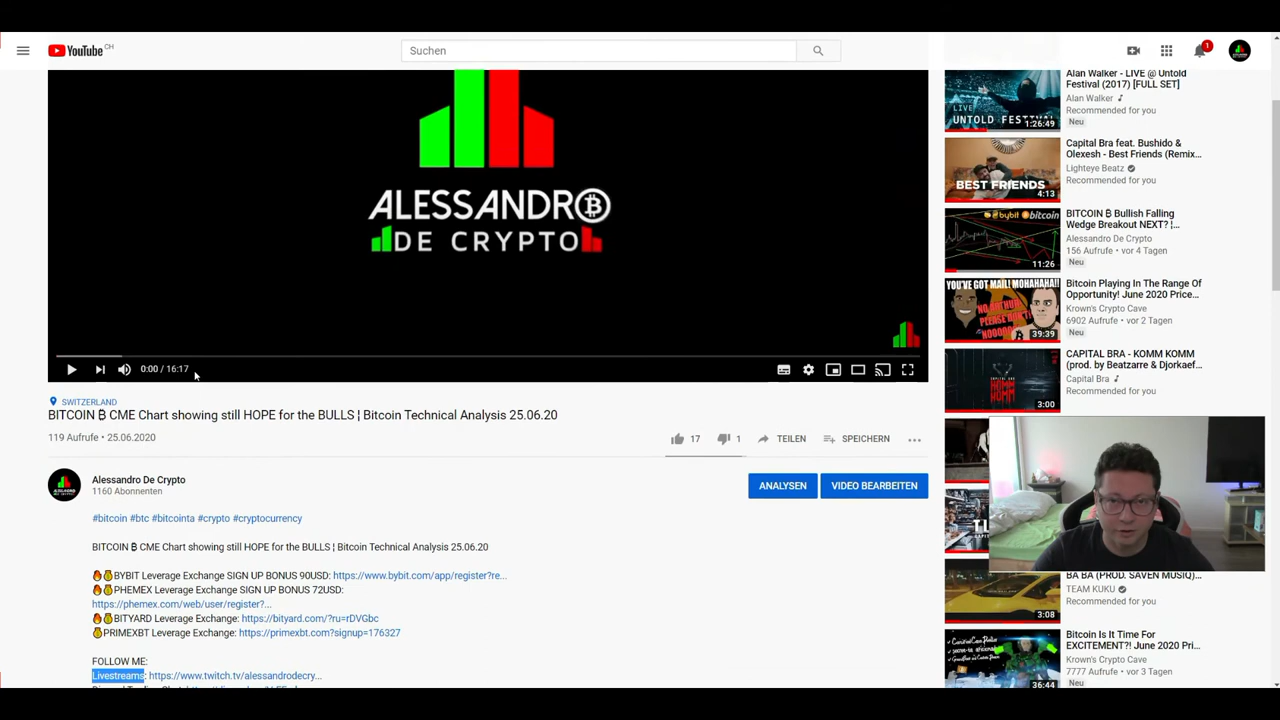 YouTube CH
Suchen
1
ALESSANDRO
DE CRYPTO
0:00 / 16:17
SWITZERLAND
BITCOIN ₿ CME Chart showing still HOPE for the BULLS ¦ Bitcoin Technical Analysis 25.06.20
119 Aufrufe • 25.06.2020
17
1
TEILEN
SPEICHERN
Alessandro De Crypto
1160 Abonnenten
ANALYSEN
VIDEO BEARBEITEN
#bitcoin #btc #bitcointa #crypto #cryptocurrency
BITCOIN ₿ CME Chart showing still HOPE for the BULLS ¦ Bitcoin Technical Analysis 25.06.20
🔥💰BYBIT Leverage Exchange SIGN UP BONUS 90USD: https://www.bybit.com/app/register?re...
🔥💰PHEMEX Leverage Exchange SIGN UP BONUS 72USD:
https://phemex.com/web/user/register?...
🔥💰BITYARD Leverage Exchange: https://bityard.com/?ru=rDVGbc
💰PRIMEXBT Leverage Exchange: https://primexbt.com?signup=176327
FOLLOW ME:
Livestreams: https://www.twitch.tv/alessandrodecry...
Alan Walker - LIVE @ Untold
Festival (2017) [FULL SET]
Alan Walker
Recommended for you
Neu
LIVE
UNTOLD FESTIVAL
1:26:49
Capital Bra feat. Bushido &
Olexesh - Best Friends (Remix...
Lighteye Beatz
Recommended for you
BEST FRIENDS
4:13
BITCOIN ₿ Bullish Falling
Wedge Breakout NEXT? ¦...
Alessandro De Crypto
156 Aufrufe • vor 4 Tagen
Neu
bybit bitcoin
11:26
Bitcoin Playing In The Range Of
Opportunity! June 2020 Price...
Krown's Crypto Cave
6902 Aufrufe • vor 2 Tagen
Neu
YOU'VE GOT MAIL! MOHAHAHA!!
NO ARTHUR
PLEASE DON'T
39:39
CAPITAL BRA - KOMM KOMM
(prod. by Beatzarre & Djorkaef...
Capital Bra
Recommended for you
3:00
BA BA (PROD. SAVEN MUSIQ)...
TEAM KUKU
Recommended for you
3:08
Bitcoin Is It Time For
EXCITEMENT?! June 2020 Pri...
Krown's Crypto Cave
7902 Aufrufe • vor 3 Tagen
Neu
36:44